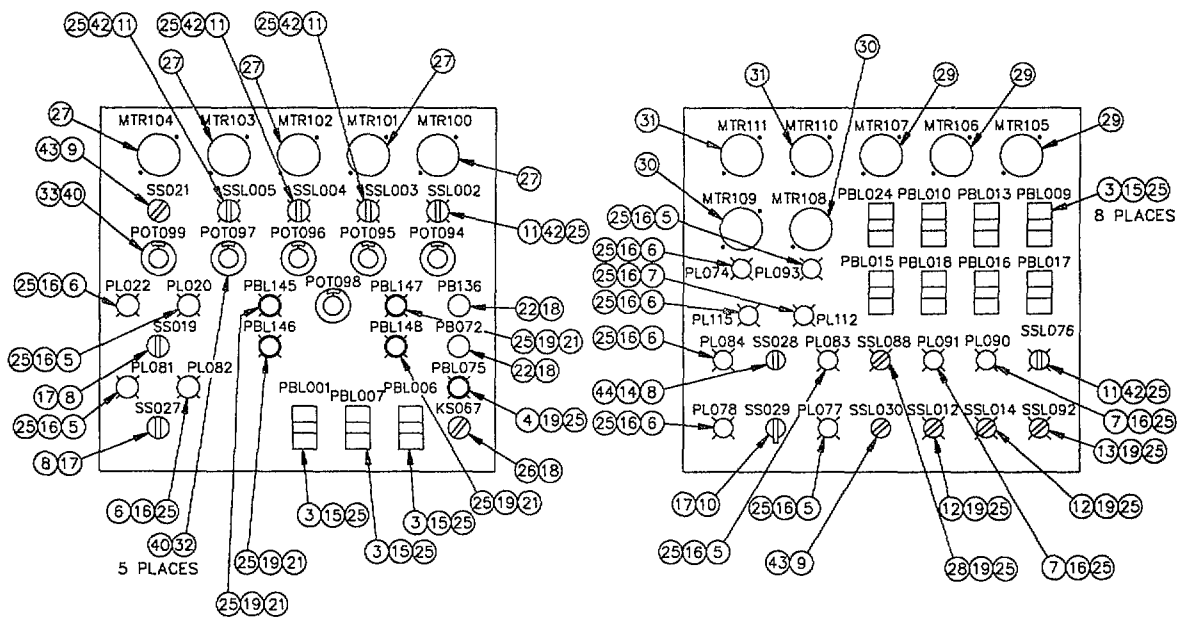 25 42 11 25 42 11 25 42 11
27 27 27
27 MTR104 MTR103 MTR102 MTR101 MTR100
43 9 27
SS021 SSL005 SSL004 SSL003 SSL002
33 40 11 42 25
POT099 POT097 POT096 POT095 POT094
25 16 6 PL022 PL020 PBL145 POT098 PBL147 PB136
22 18
SS019 PBL146 PBL148 PB072
25 16 5 25 19 21
22 18
17 8 PL081 PL082 PBL075
25 16 5 PBL001 PBL007 PBL006 4 19 25
SS027 KS067
8 17 26 18
6 16 25 3 15 25 3 15 25 25 19 21
40 32 25 19 21 3 15 25
5 PLACES
25 19 21
30
31 29 29
31 MTR111 MTR110 MTR107 MTR106 MTR105 29
30 MTR109 MTR108 PBL024 PBL010 PBL013 PBL009 3 15 25
8 PLACES
25 16 5
25 16 6 PL074 PL093 PBL015 PBL018 PBL016 PBL017
25 16 7
25 16 6 PL115 PL112
25 16 6 PL084 SS028 PL083 SSL088 PL091 PL090 SSL076
44 14 8 11 42 25
25 16 6 PL078 SS029 PL077 SSL030 SSL012 SSL014 SSL092
7 16 25
13 19 25
17 10 25 16 5 12 19 25 12 19 25
25 16 5 43 9 28 19 25 7 16 25